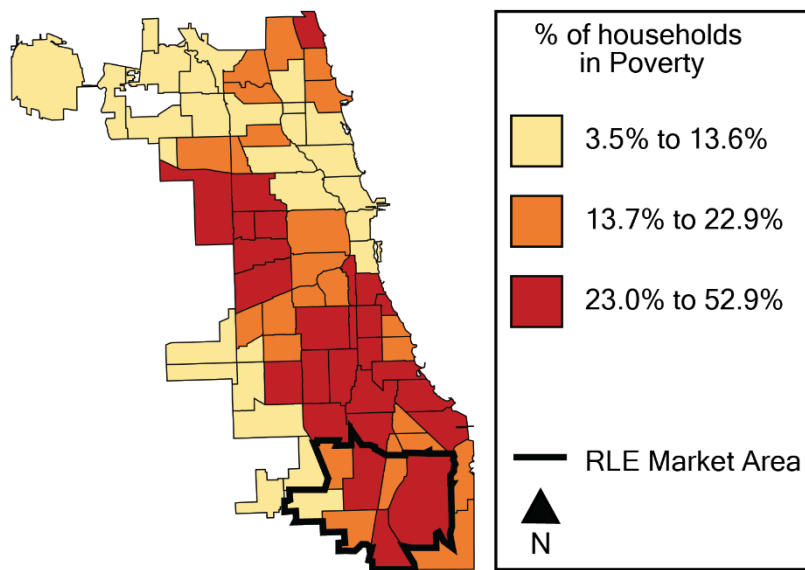 % of households
in Poverty
3.5% to 13.6%
13.7% to 22.9%
23.0% to 52.9%
RLE Market Area
N